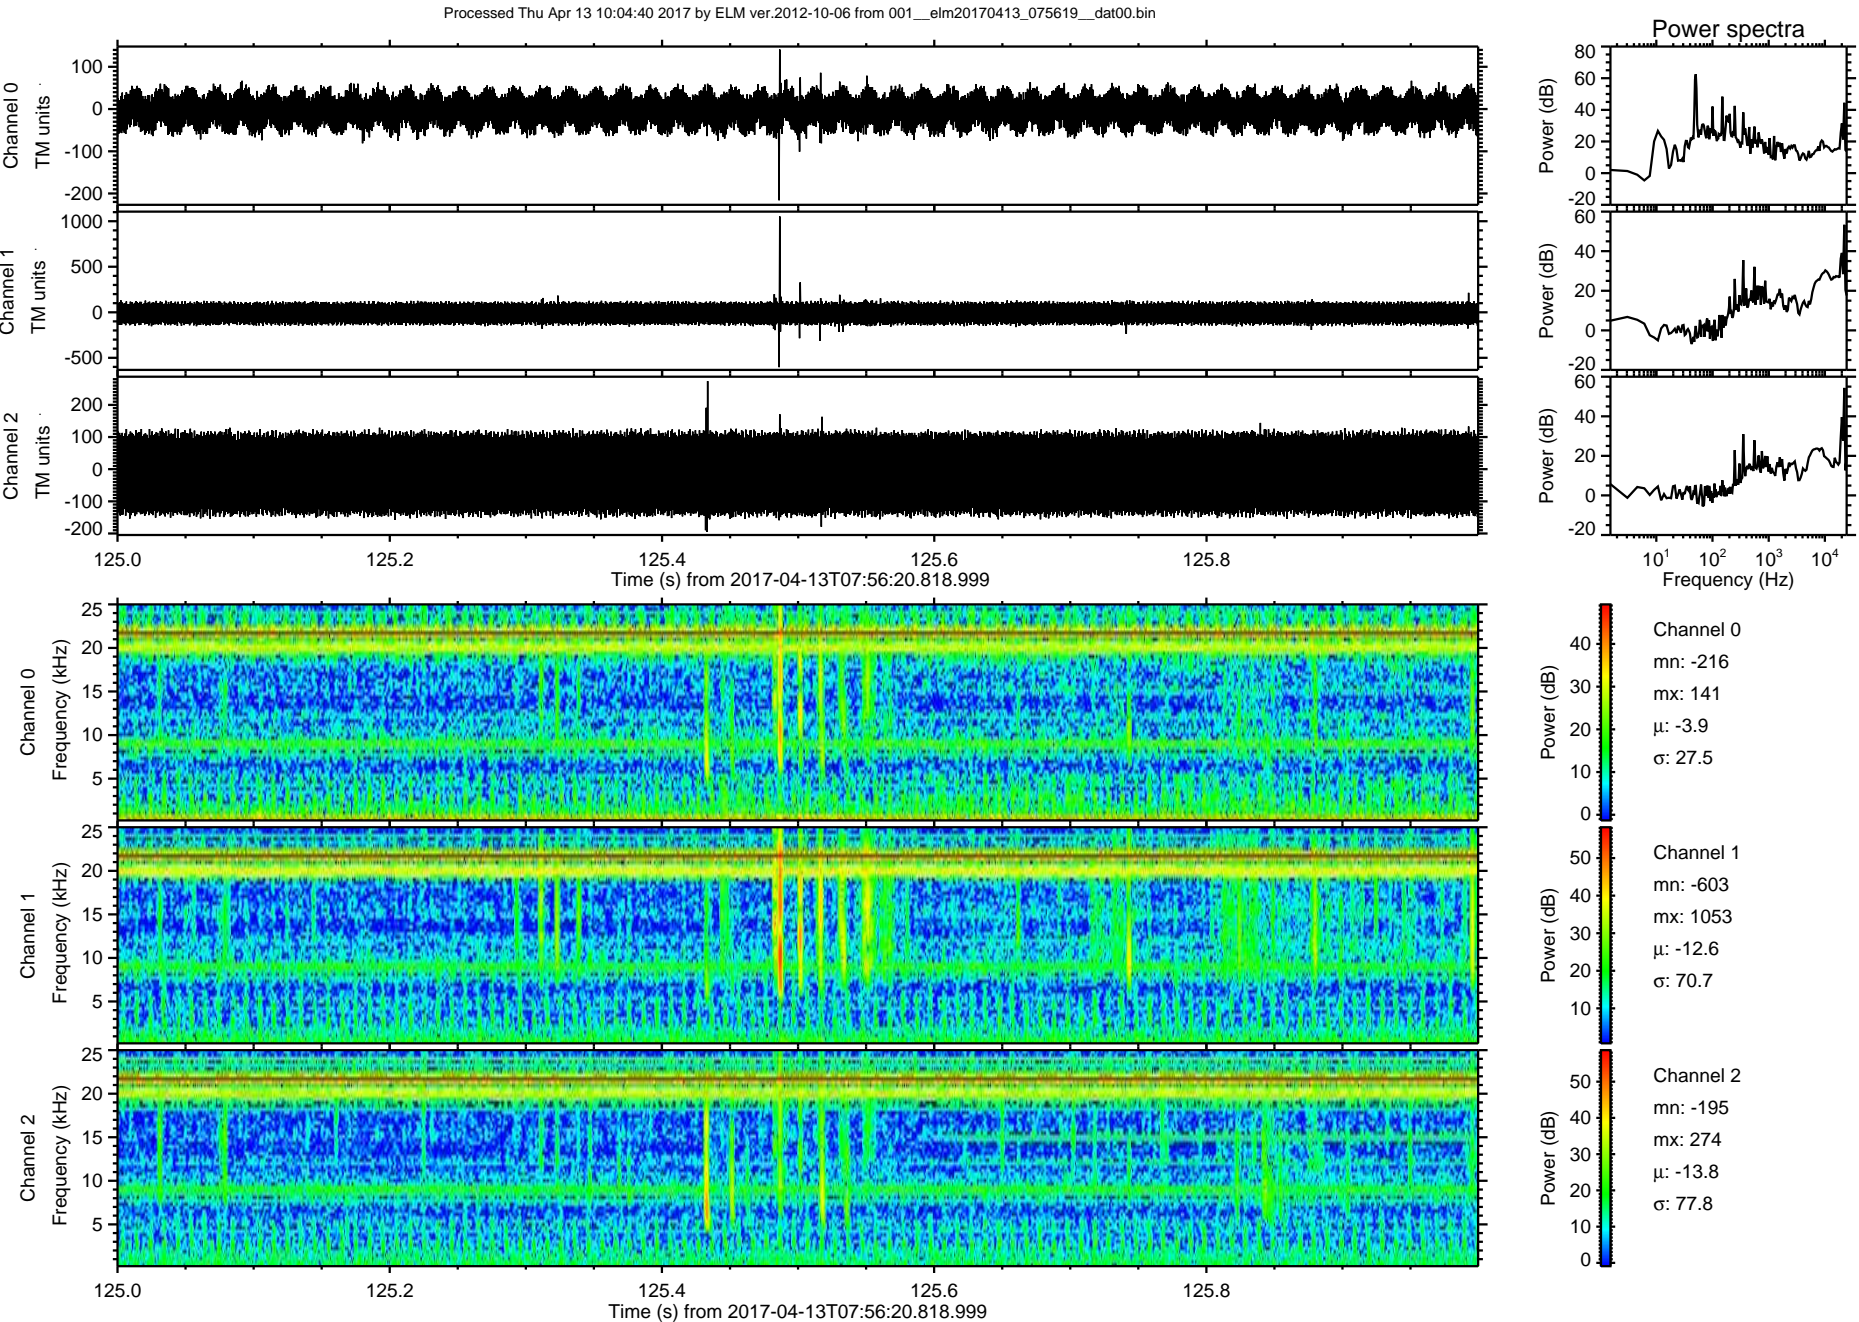 Processed Thu Apr 13 10:04:40 2017 by ELM ver.2012-10-06 from 001__elm20170413_075619__dat00.bin
Power spectra
Channel 0
TM units
100
0
-100
-200
Power (dB)
80
60
40
20
0
-20
Channel 1
TM units
1000
500
0
-500
Power (dB)
60
40
20
0
-20
Channel 2
TM units
200
100
0
-100
-200
Power (dB)
60
40
20
0
-20
125.0 125.2 125.4 125.6 125.8
Time (s) from 2017-04-13T07:56:20.818.999
10¹ 10² 10³ 10⁴
Frequency (Hz)
Channel 0
Frequency (kHz)
25
20
15
10
5
Power (dB)
40
30
20
10
0
Channel 0
mn: -216
mx: 141
μ: -3.9
σ: 27.5
Channel 1
Frequency (kHz)
25
20
15
10
5
Power (dB)
50
40
30
20
10
Channel 1
mn: -603
mx: 1053
μ: -12.6
σ: 70.7
Channel 2
Frequency (kHz)
25
20
15
10
5
Power (dB)
50
40
30
20
10
0
Channel 2
mn: -195
mx: 274
μ: -13.8
σ: 77.8
125.0 125.2 125.4 125.6 125.8
Time (s) from 2017-04-13T07:56:20.818.999